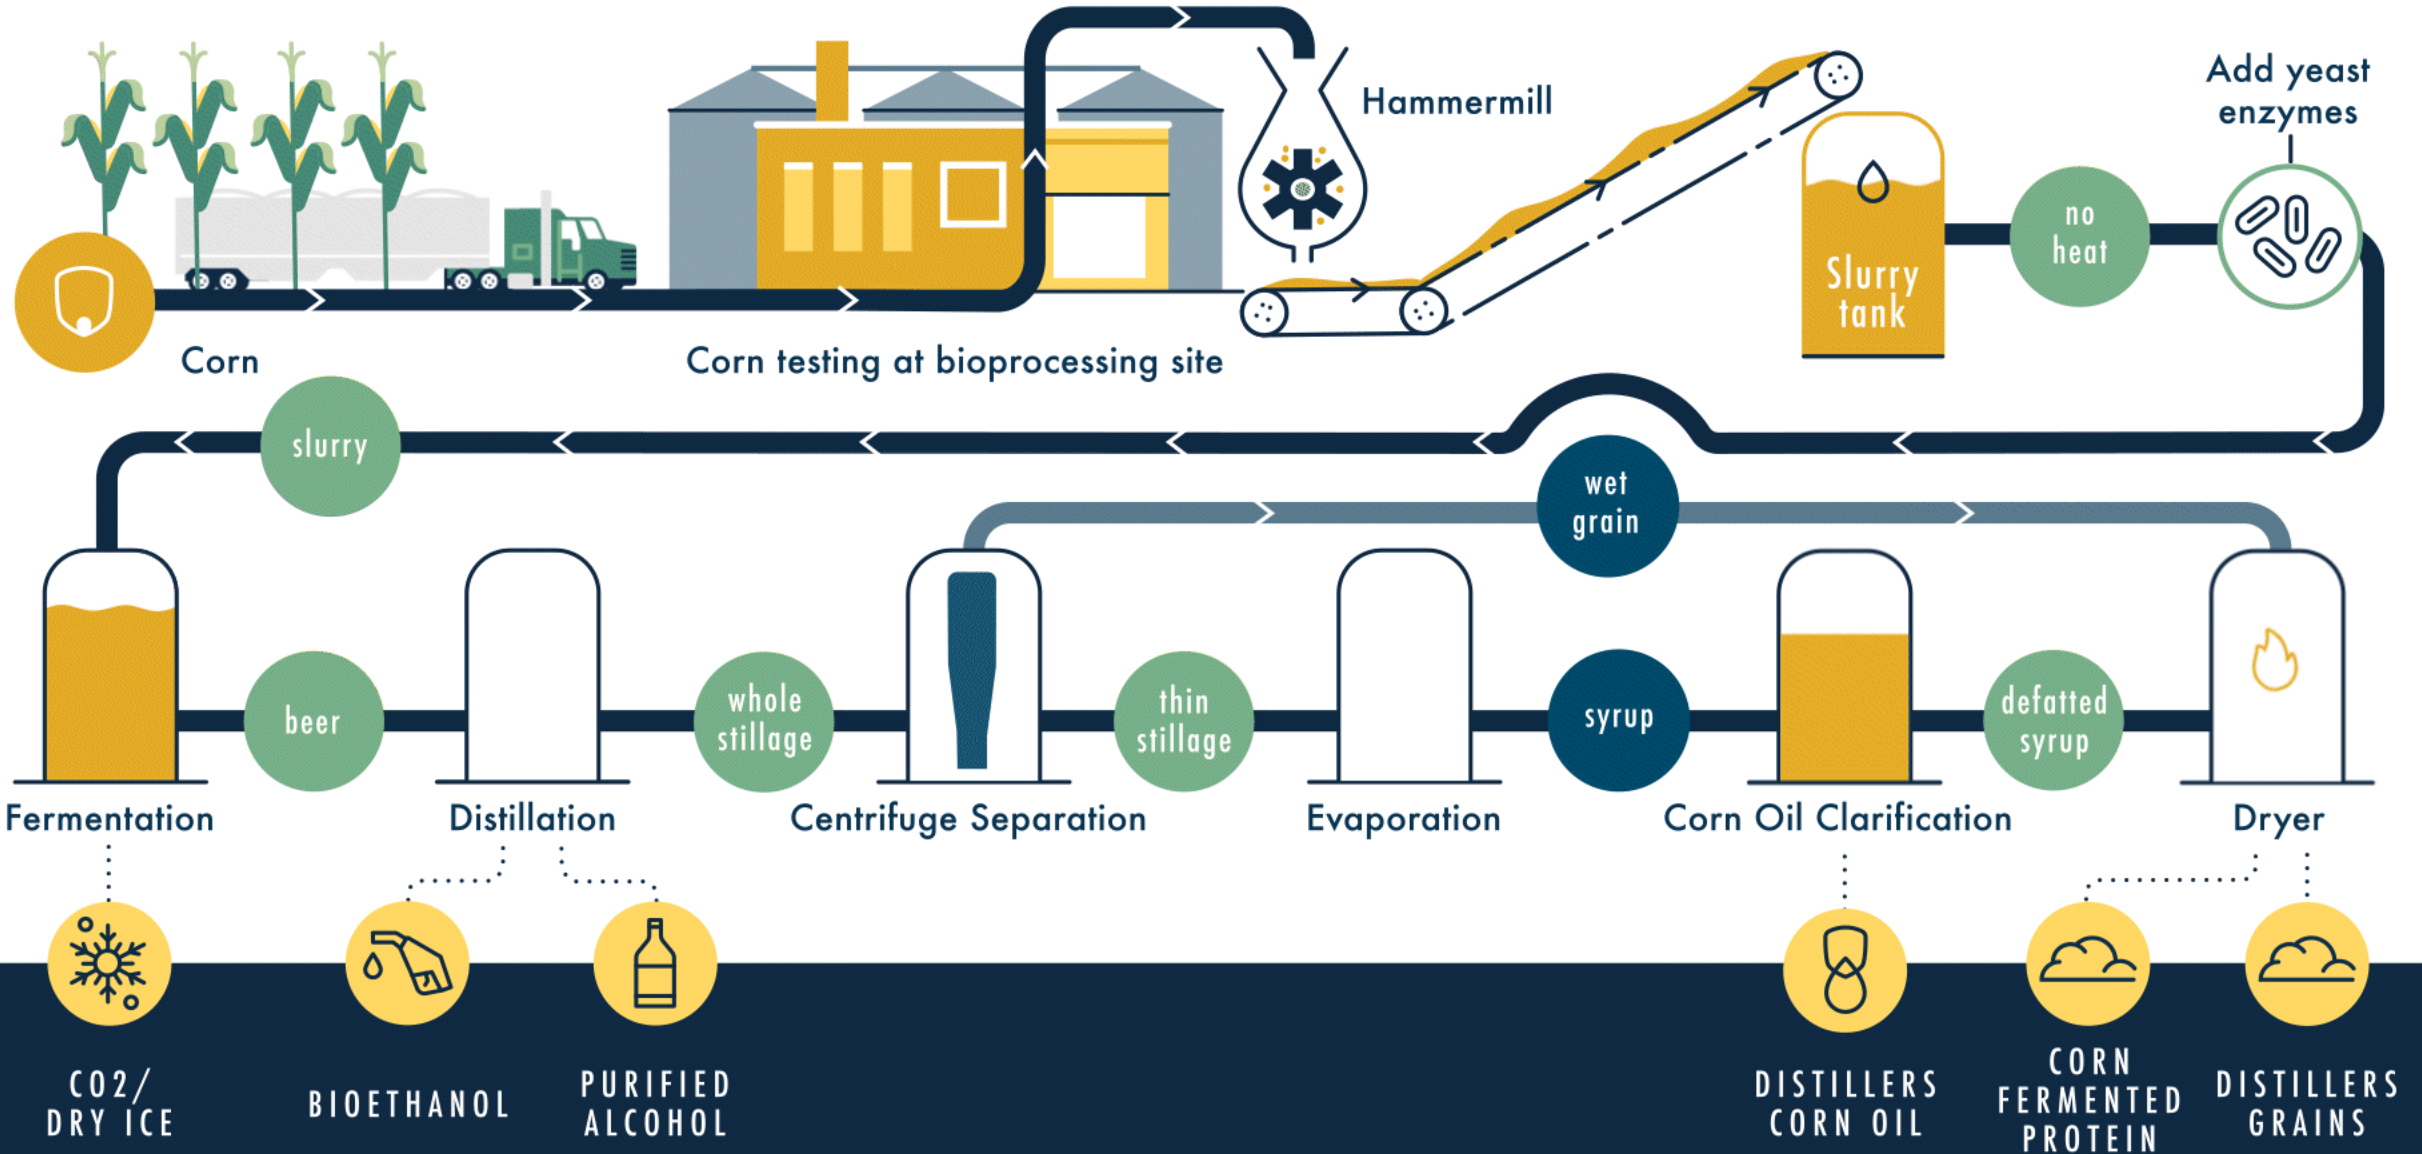 Add yeast
enzymes
Hammermill
no
heat
Slurry
tank
Corn
Corn testing at bioprocessing site
slurry
wet
grain
beer
whole
stillage
thin
stillage
syrup
defatted
syrup
Fermentation
Distillation
Centrifuge Separation
Evaporation
Corn Oil Clarification
Dryer
CO2/
DRY ICE
BIOETHANOL
PURIFIED
ALCOHOL
DISTILLERS
CORN OIL
CORN
FERMENTED
PROTEIN
DISTILLERS
GRAINS